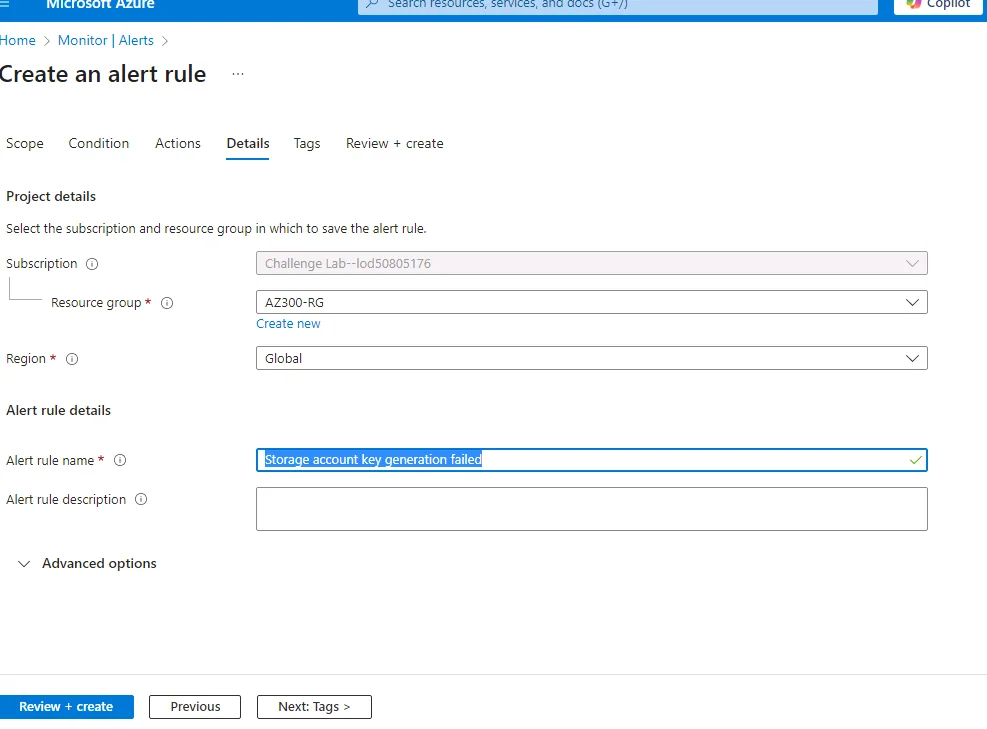 Microsoft Azure
Search resources, services, and docs (G+/)
Copilot
Home > Monitor | Alerts >
Create an alert rule ...
Scope Condition Actions Details Tags Review + create
Project details
Select the subscription and resource group in which to save the alert rule.
Subscription
Challenge Lab--lod50805176
Resource group *
AZ300-RG
Create new
Region *
Global
Alert rule details
Alert rule name *
Storage account key generation failed
Alert rule description
Advanced options
Review + create
Previous
Next: Tags >